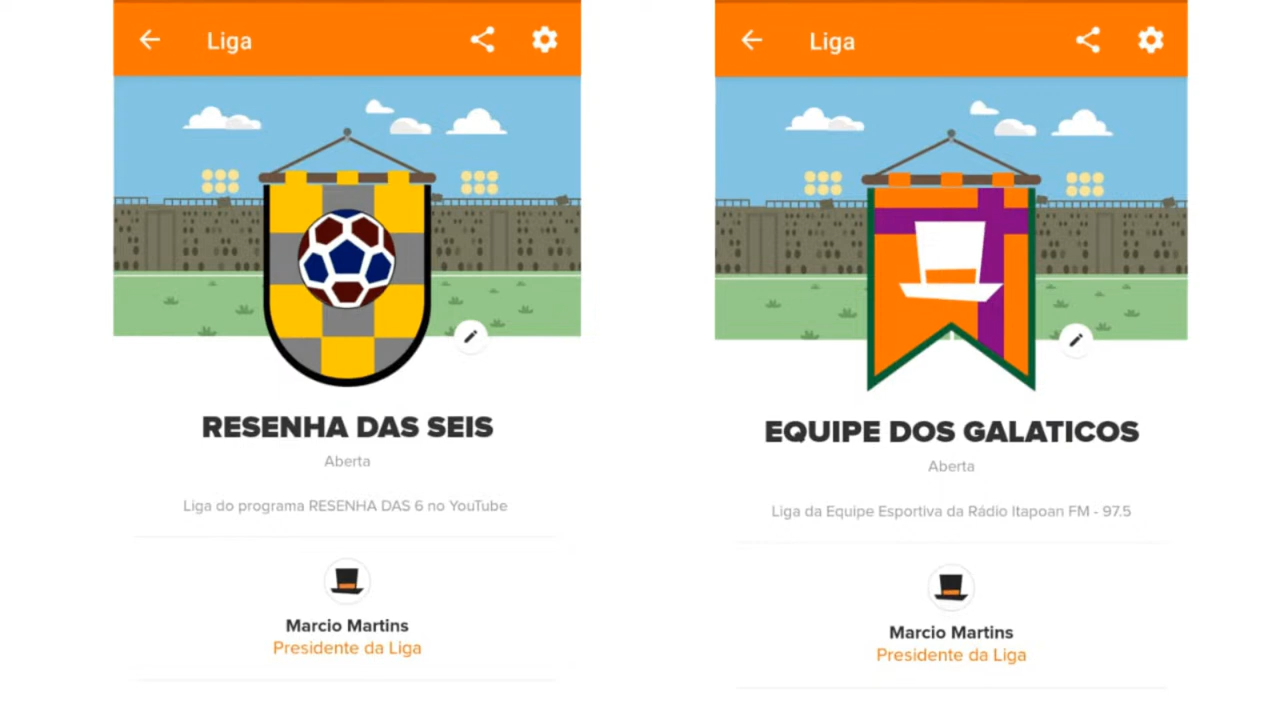 Liga
RESENHA DAS SEIS
Aberta
Liga do programa RESENHA DAS 6 no YouTube
Marcio Martins
Presidente da Liga
Liga
EQUIPE DOS GALATICOS
Aberta
Liga da Equipe Esportiva da Rádio Itapoan FM - 97.5
Marcio Martins
Presidente da Liga